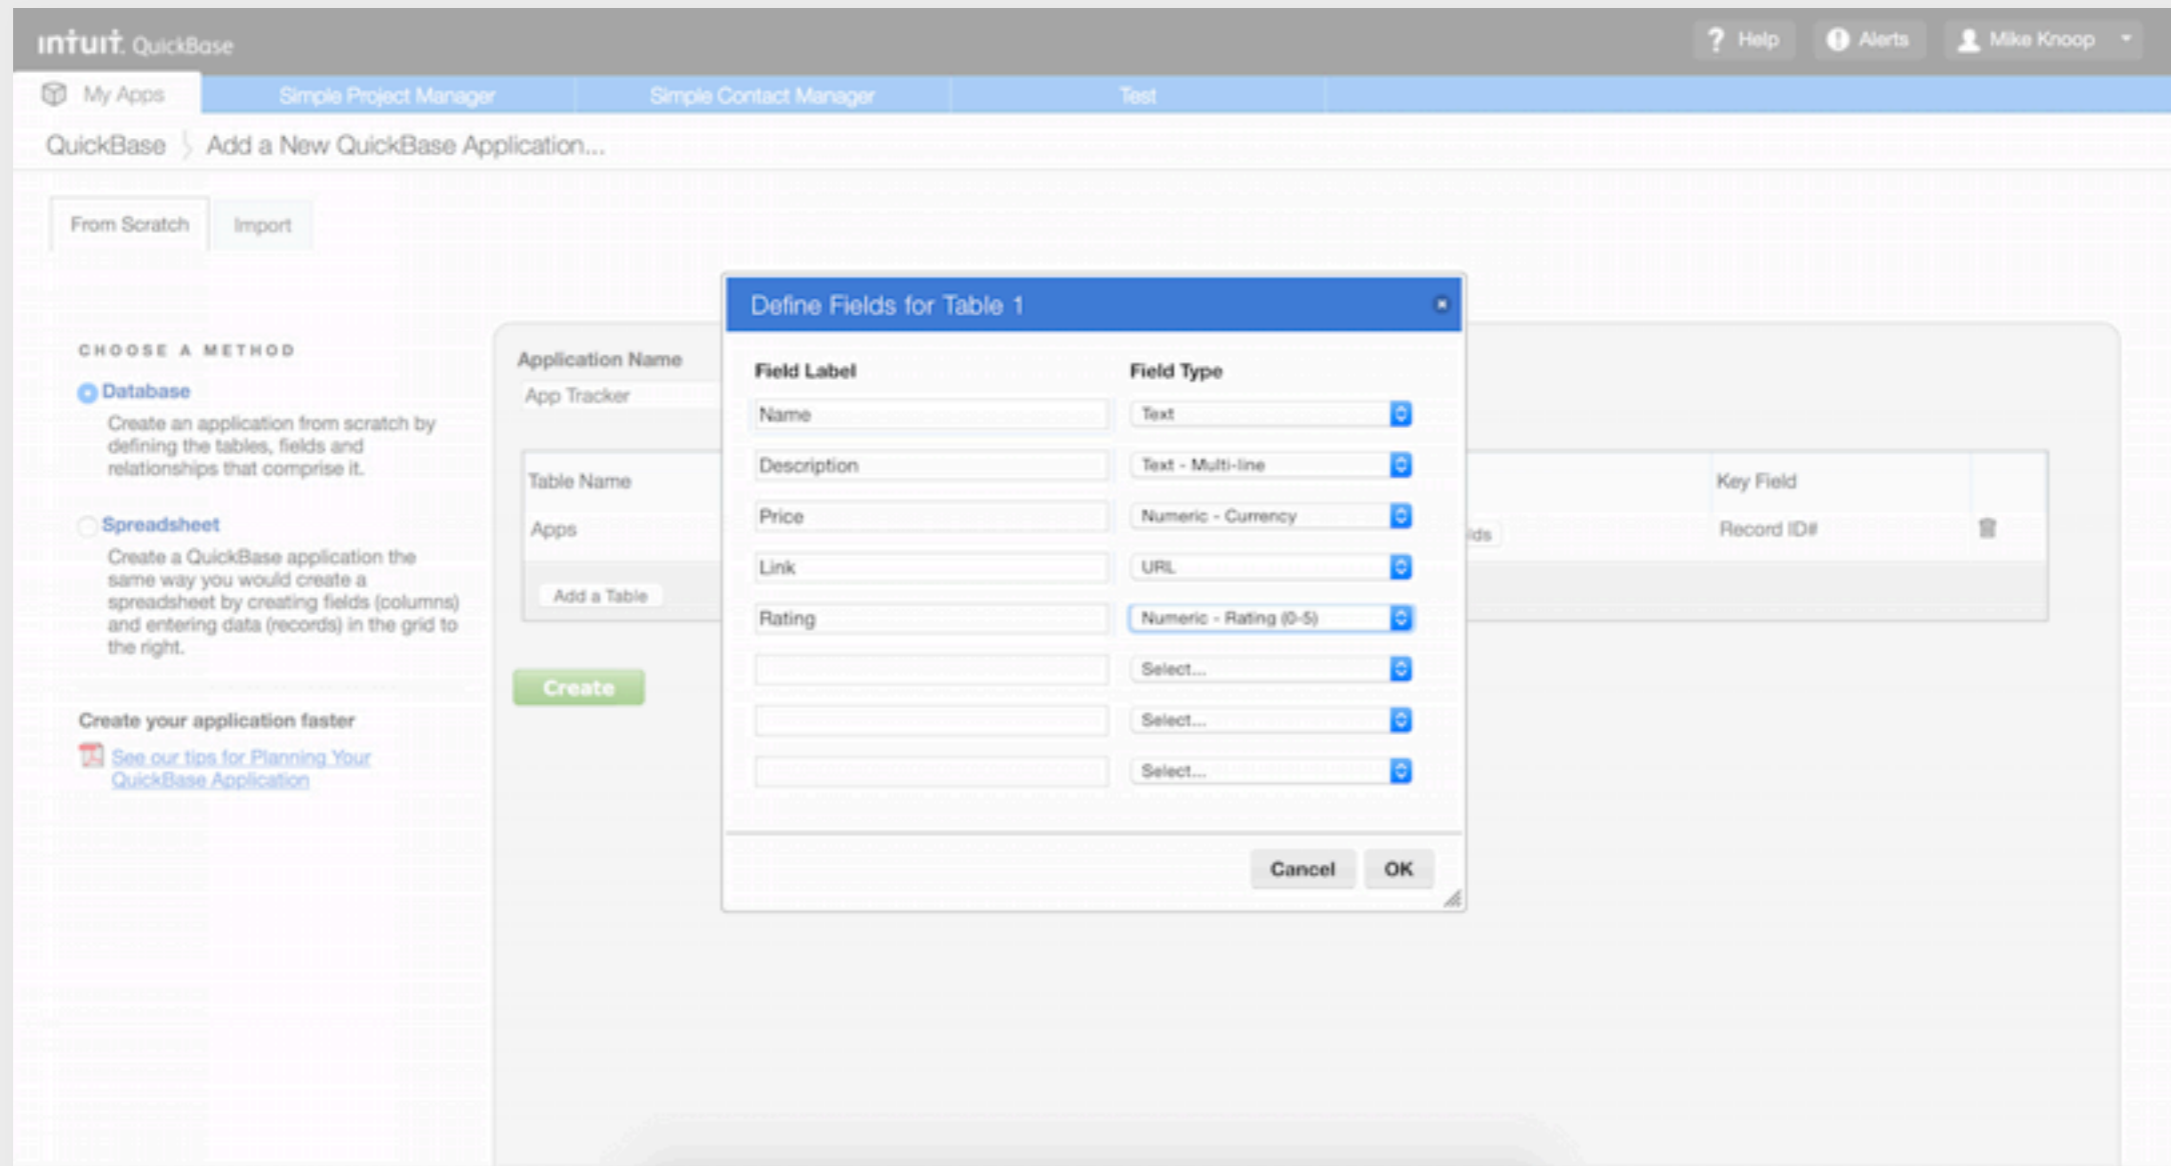 intuit. QuickBase
? Help
Alerts
Mike Knoop
My Apps
Simple Project Manager
Simple Contact Manager
Test
QuickBase
Add a New QuickBase Application...
From Scratch
Import
CHOOSE A METHOD
Database
Create an application from scratch by
defining the tables, fields and
relationships that comprise it.
Spreadsheet
Create a QuickBase application the
same way you would create a
spreadsheet by creating fields (columns)
and entering data (records) in the grid to
the right.
Create your application faster
See our tips for Planning Your
QuickBase Application
Application Name
App Tracker
Table Name
Apps
Add a Table
Create
Define Fields for Table 1
Field Label
Field Type
Name
Text
Description
Text - Multi-line
Price
Numeric - Currency
Link
URL
Rating
Numeric - Rating (0-5)
Select...
Select...
Select...
Cancel
OK
lds
Key Field
Record ID#